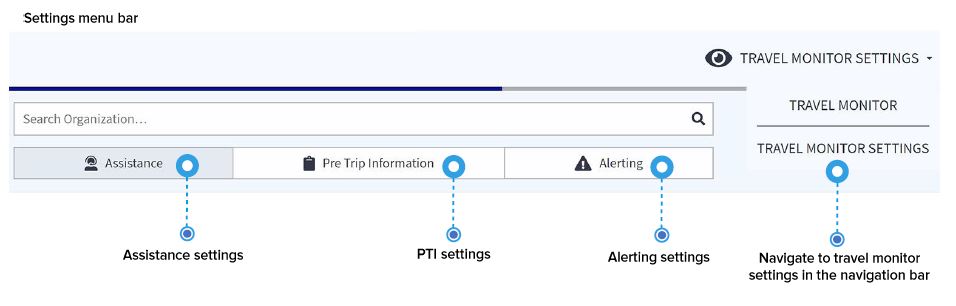 Settings menu bar
TRAVEL MONITOR SETTINGS
TRAVEL MONITOR
Search Organization...
TRAVEL MONITOR SETTINGS
Assistance
Pre Trip Information
Alerting
Assistance settings
PTI settings
Alerting settings
Navigate to travel monitor
settings in the navigation bar